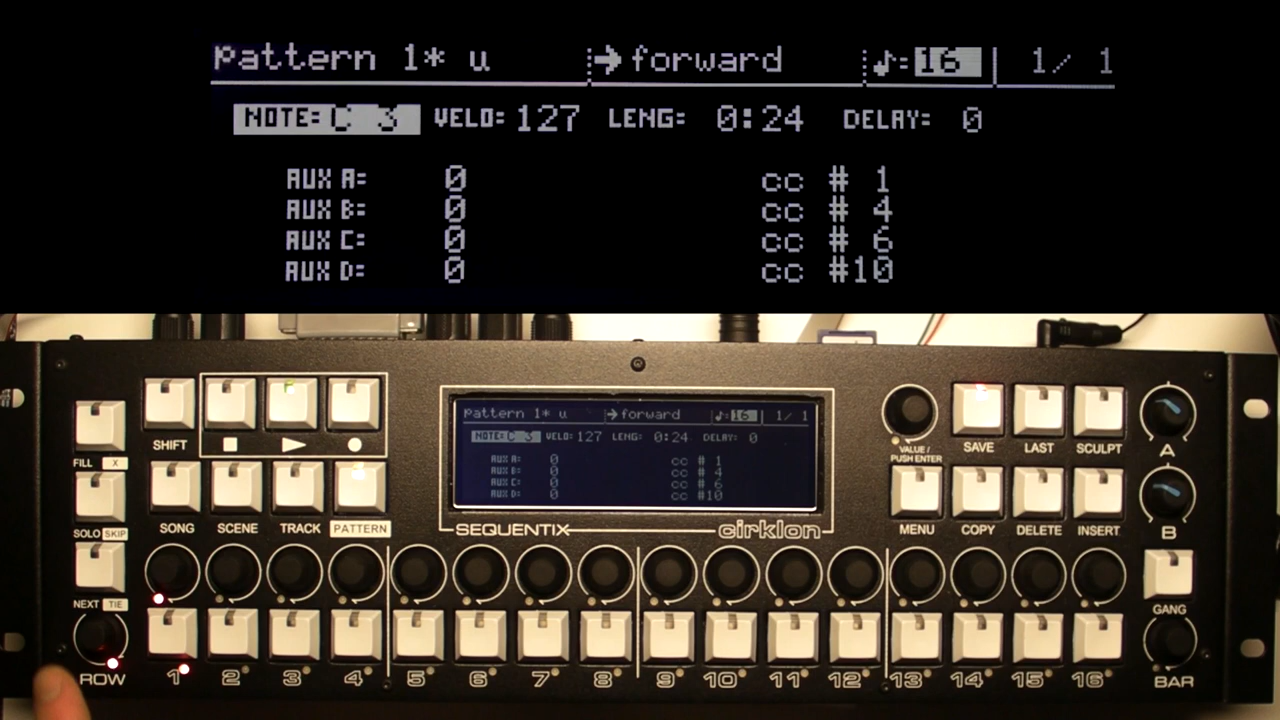 Pattern 1* u → forward ♪=16 1/ 1
NOTE=C 3 VELO=127 LENG= 0:24 DELAY= 0
AUX A= 0 cc # 1
AUX B= 0 cc # 4
AUX C= 0 cc # 6
AUX D= 0 cc #10
Pattern 1* u → forward ♪=16 1/ 1
NOTE=C 3 VELO=127 LENG= 0:24 DELAY= 0
AUX A= 0 cc # 1
AUX B= 0 cc # 4
AUX C= 0 cc # 6
AUX D= 0 cc #10
SHIFT
VALUE/
PUSH ENTER
SAVE LAST SCULPT A
FILL X
SONG SCENE TRACK PATTERN
SEQUENTIX cirklon
MENU COPY DELETE INSERT B
SOLO SKIP
NEXT TIE
GANG
ROW 1 2 3 4 5 6 7 8 9 10 11 12 13 14 15 16 BAR